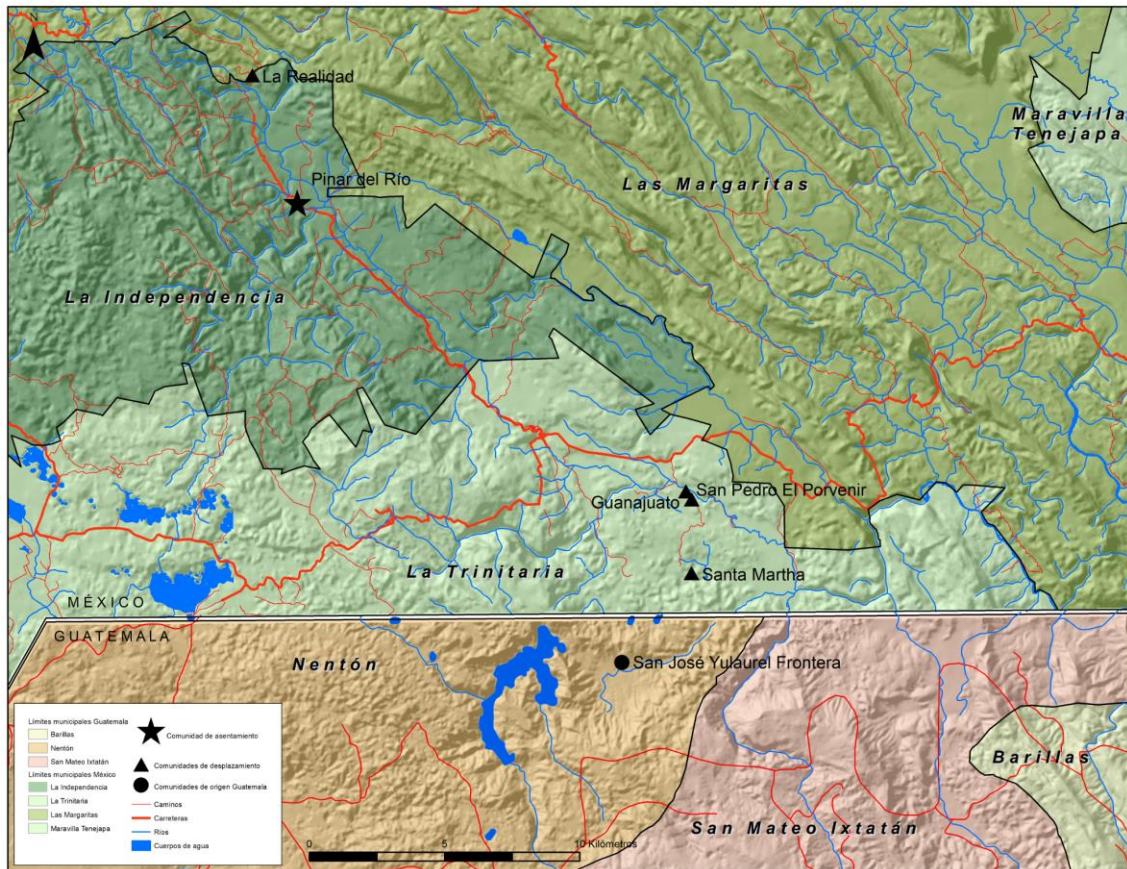 La Realidad
Maravilla
Tenejapa
Las Margaritas
Pinar del Río
La Independencia
San Pedro El Porvenir
Guanajuato
La Trinitaria
Santa Martha
MÉXICO
GUATEMALA
Nentón
San José Yulaurel Frontera
Barillas
San Mateo Ixtatán
Límites municipales Guatemala
Barillas
Nentón
San Mateo Ixtatán
Límites municipales México
La Independencia
La Trinitaria
Las Margaritas
Maravilla Tenejapa
Comunidad de asentamiento
Comunidades de desplazamiento
Comunidades de origen Guatemala
Caminos
Carreteras
Ríos
Cuerpos de agua
0 5 10 Kilómetros